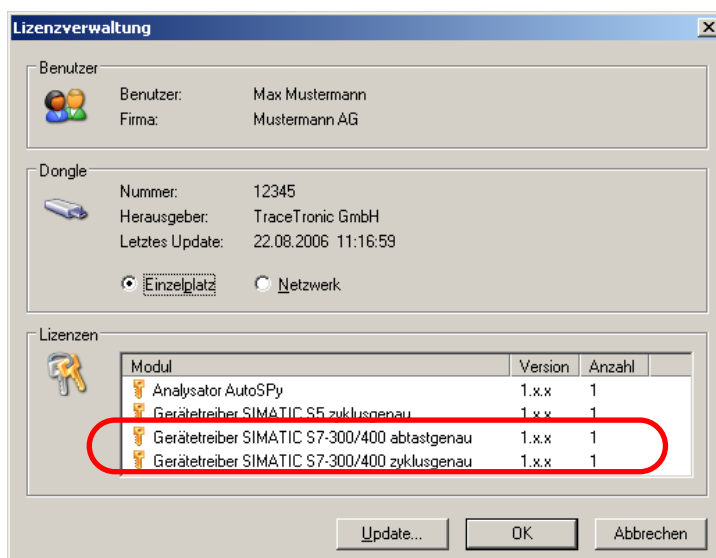 Lizenzverwaltung
Benutzer
Benutzer: Max Mustermann
Firma: Mustermann AG
Dongle
Nummer: 12345
Herausgeber: TraceTronic GmbH
Letztes Update: 22.08.2006 11:16:59
Einzelplatz Netzwerk
Lizenzen
Modul Version Anzahl
Analysator AutoSPy 1.x.x 1
Gerätetreiber SIMATIC S5 zyklusgenau 1.x.x 1
Gerätetreiber SIMATIC S7-300/400 abtastgenau 1.x.x 1
Gerätetreiber SIMATIC S7-300/400 zyklusgenau 1.x.x 1
Update... OK Abbrechen